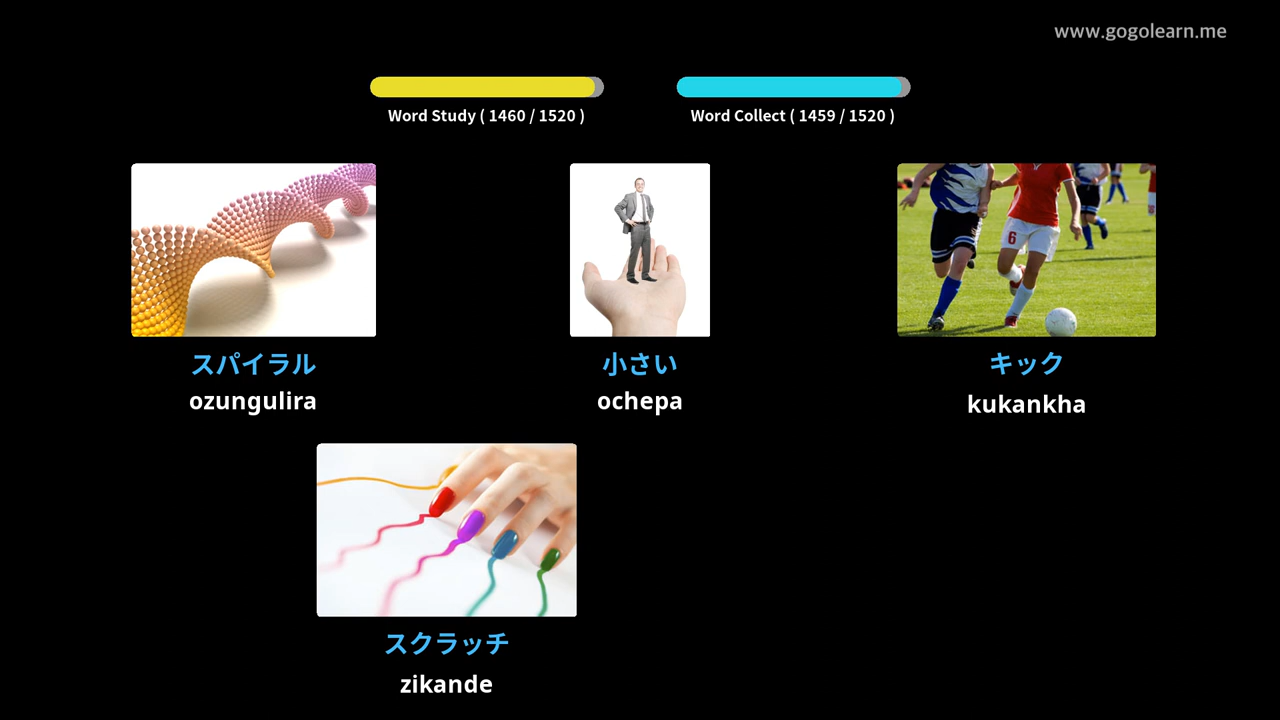 www.gogolearn.me
Word Study ( 1460 / 1520 )
Word Collect ( 1459 / 1520 )
スパイラル
ozungulira
小さい
ochepa
キック
kukankha
6
スクラッチ
zikande